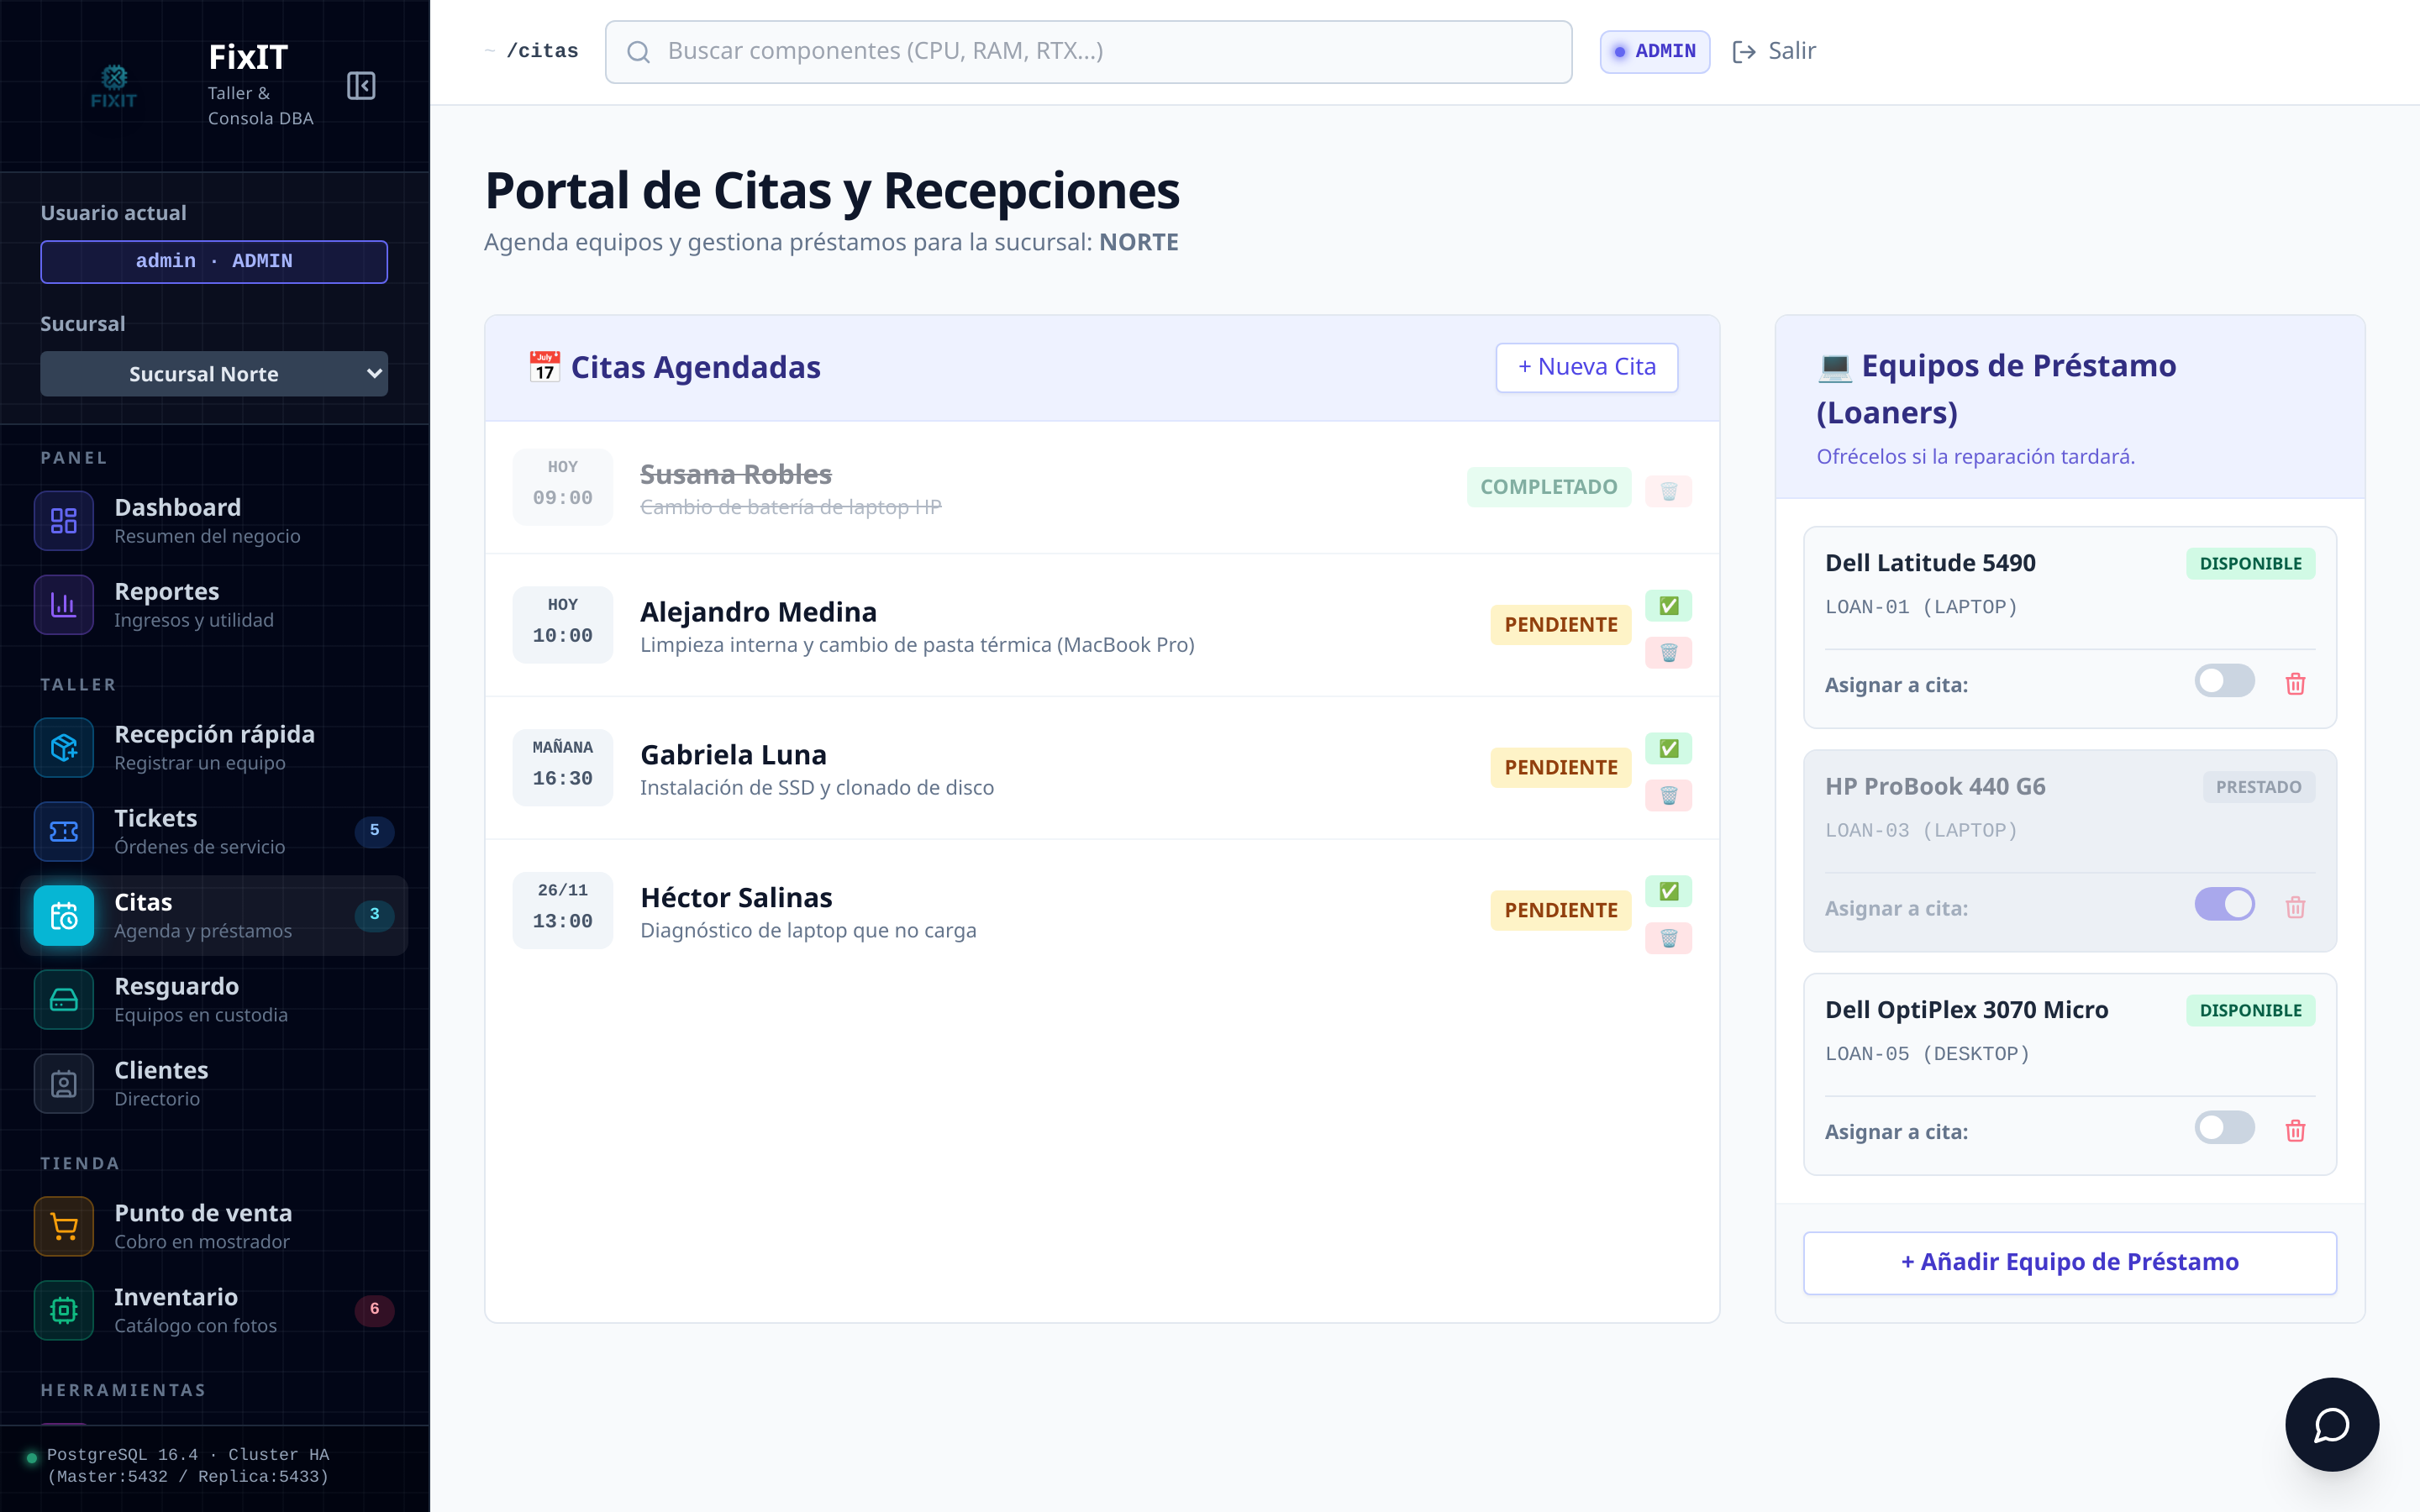 FIXIT
FixIT
Taller &
Consola DBA
Usuario actual
admin · ADMIN
Sucursal
Sucursal Norte
PANEL
Dashboard
Resumen del negocio
Reportes
Ingresos y utilidad
TALLER
Recepción rápida
Registrar un equipo
Tickets
Órdenes de servicio
5
Citas
Agenda y préstamos
3
Resguardo
Equipos en custodia
Clientes
Directorio
TIENDA
Punto de venta
Cobro en mostrador
Inventario
Catálogo con fotos
6
HERRAMIENTAS
PostgreSQL 16.4 · Cluster HA
(Master:5432 / Replica:5433)
~ /citas
Buscar componentes (CPU, RAM, RTX...)
ADMIN
Salir
Portal de Citas y Recepciones
Agenda equipos y gestiona préstamos para la sucursal: NORTE
📅 Citas Agendadas
+ Nueva Cita
HOY
09:00
Susana Robles
Cambio de batería de laptop HP
COMPLETADO
HOY
10:00
Alejandro Medina
Limpieza interna y cambio de pasta térmica (MacBook Pro)
PENDIENTE
MAÑANA
16:30
Gabriela Luna
Instalación de SSD y clonado de disco
PENDIENTE
26/11
13:00
Héctor Salinas
Diagnóstico de laptop que no carga
PENDIENTE
💻 Equipos de Préstamo
(Loaners)
Ofrécelos si la reparación tardará.
Dell Latitude 5490
DISPONIBLE
LOAN-01 (LAPTOP)
Asignar a cita:
HP ProBook 440 G6
PRESTADO
LOAN-03 (LAPTOP)
Asignar a cita:
Dell OptiPlex 3070 Micro
DISPONIBLE
LOAN-05 (DESKTOP)
Asignar a cita:
+ Añadir Equipo de Préstamo